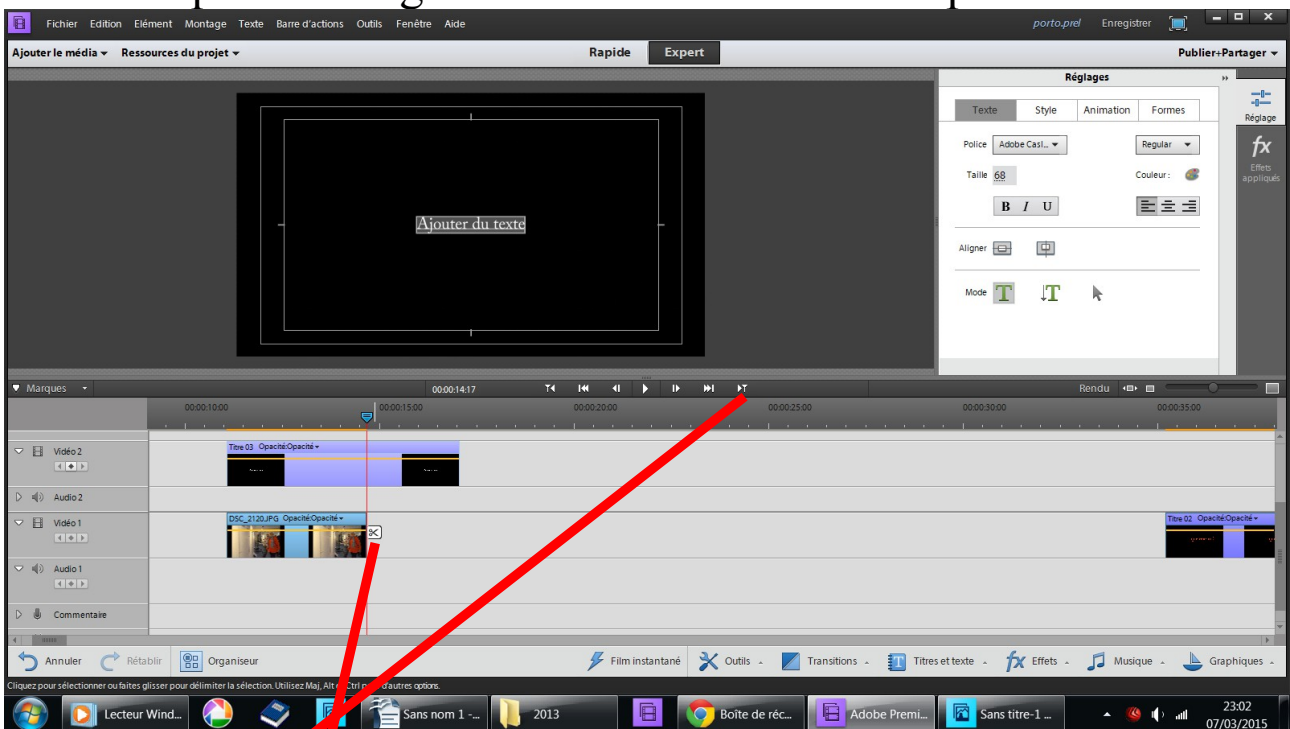 Fichier Edition Elément Montage Texte Barre d'actions Outils Fenêtre Aide porto.prel Enregistrer
Ajouter le média Ressources du projet Rapide Expert Publier+Partager
Réglages
Texte Style Animation Formes
Réglage
Police Adobe Casl... Regular
Taille 68 Couleur :
fx
Effets appliqués
B I U
Ajouter du texte
Aligner
Mode T T
Marques 00:00:14:17 Rendu
00:00:10:00 00:00:15:00 00:00:20:00 00:00:25:00 00:00:30:00 00:00:35:00
Vidéo 2 Titre 03 Opacité:Opacité
Audio 2
Vidéo 1 DSC_2120.JPG Opacité:Opacité Titre 02 Opacité:Opacité
Audio 1
Commentaire
Annuler Rétablir Organiseur Film instantané Outils Transitions Titres et texte fx Effets Musique Graphiques
Cliquez pour sélectionner ou faites glisser pour délimiter la sélection. Utilisez Maj, Alt d'autres options.
Lecteur Wind... Sans nom 1 -... 2013 Boîte de réc... Adobe Premi... Sans titre-1 ... 23:02
07/03/2015